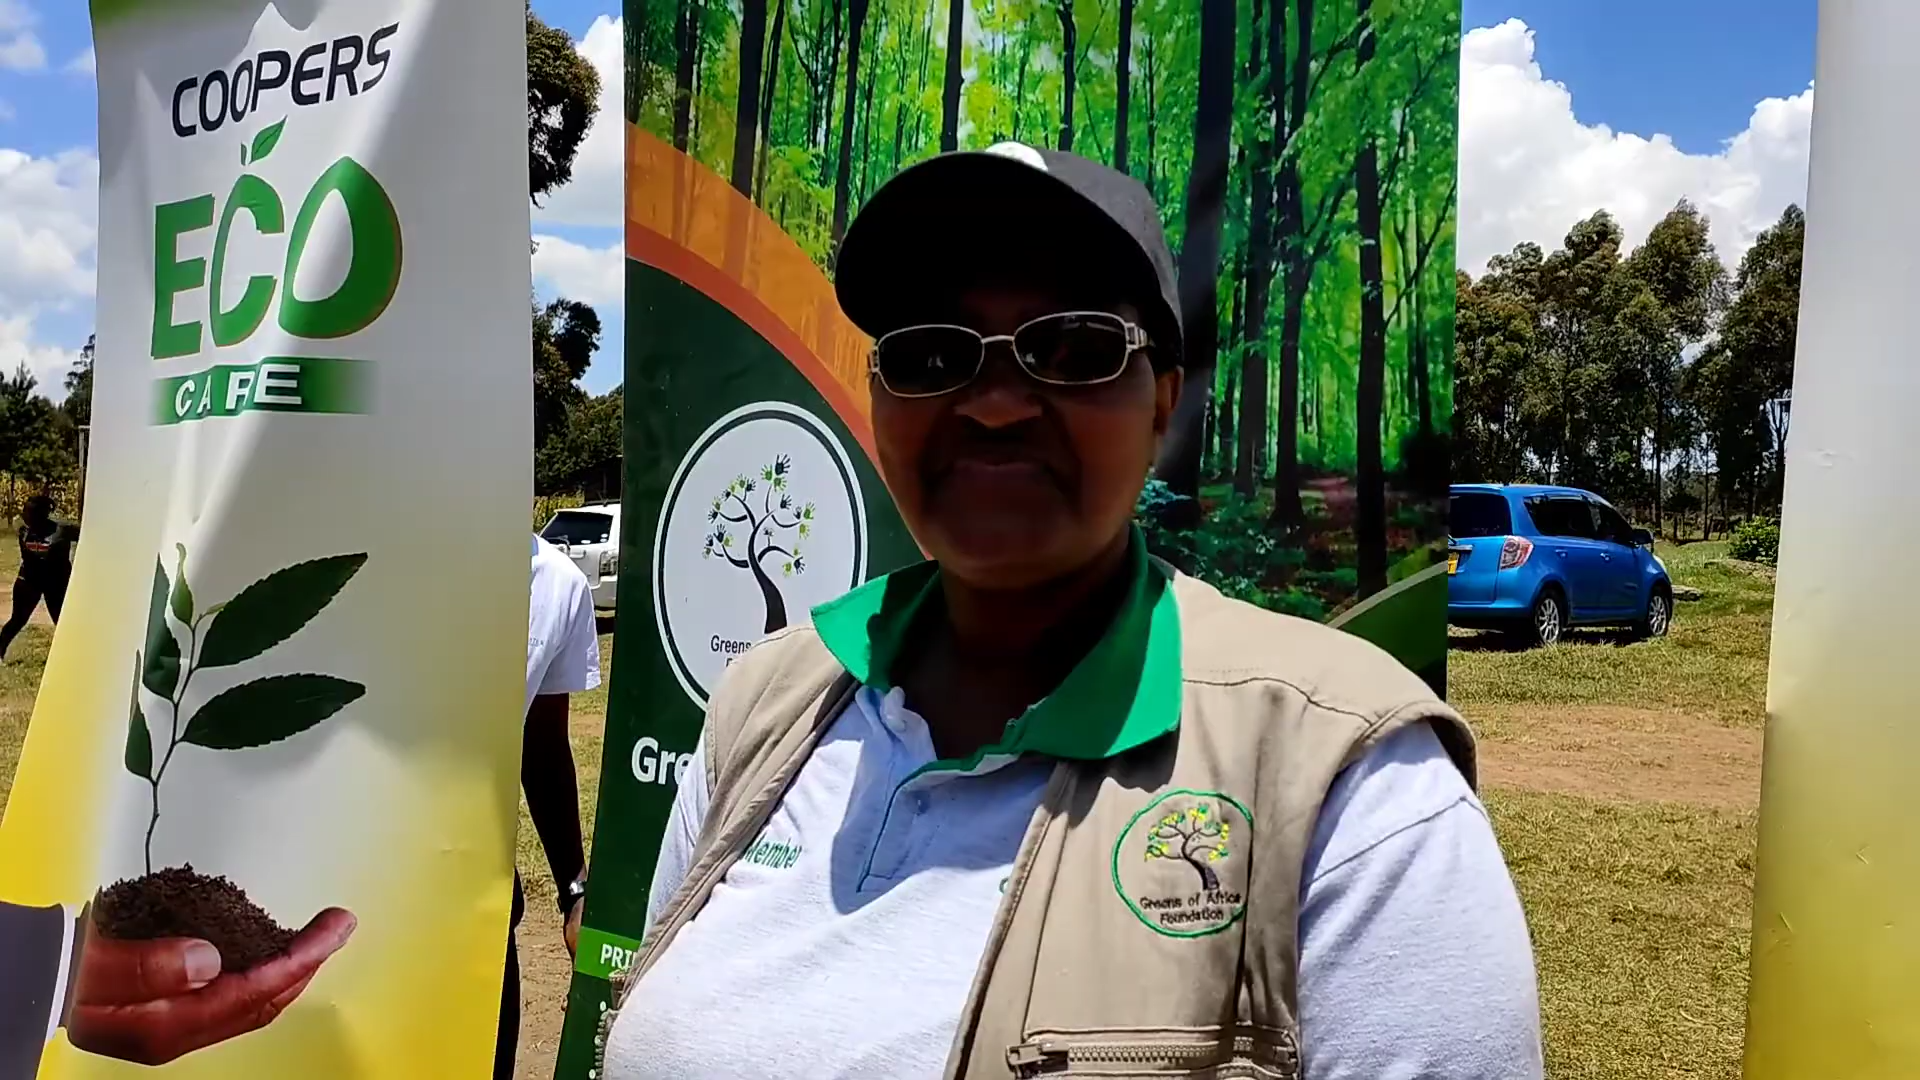 COOPERS
ECO
CARE
Greens
Gre
PRI
Member
Greens of Africa
Foundation